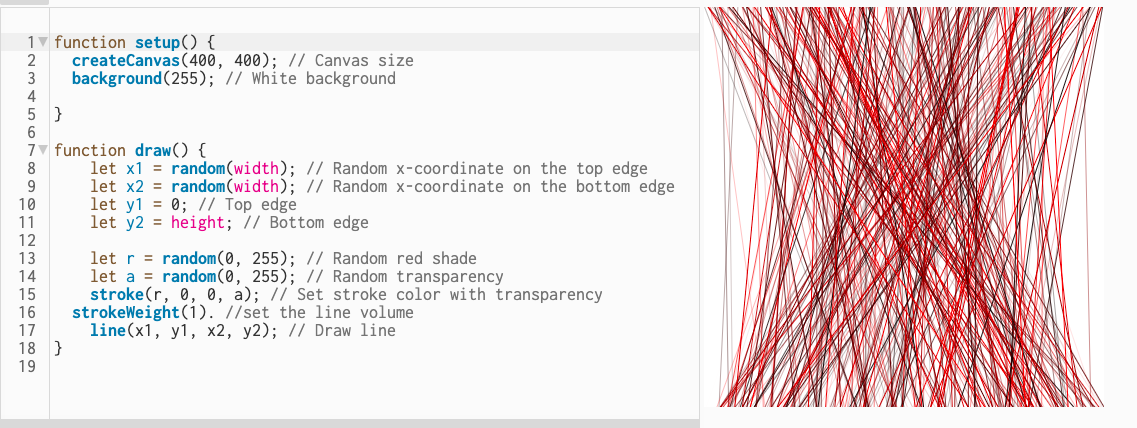 1 function setup() {
2 createCanvas(400, 400); // Canvas size
3 background(255); // White background
4
5 }
6
7 function draw() {
8 let x1 = random(width); // Random x-coordinate on the top edge
9 let x2 = random(width); // Random x-coordinate on the bottom edge
10 let y1 = 0; // Top edge
11 let y2 = height; // Bottom edge
12
13 let r = random(0, 255); // Random red shade
14 let a = random(0, 255); // Random transparency
15 stroke(r, 0, 0, a); // Set stroke color with transparency
16 strokeWeight(1). //set the line volume
17 line(x1, y1, x2, y2); // Draw line
18 }
19